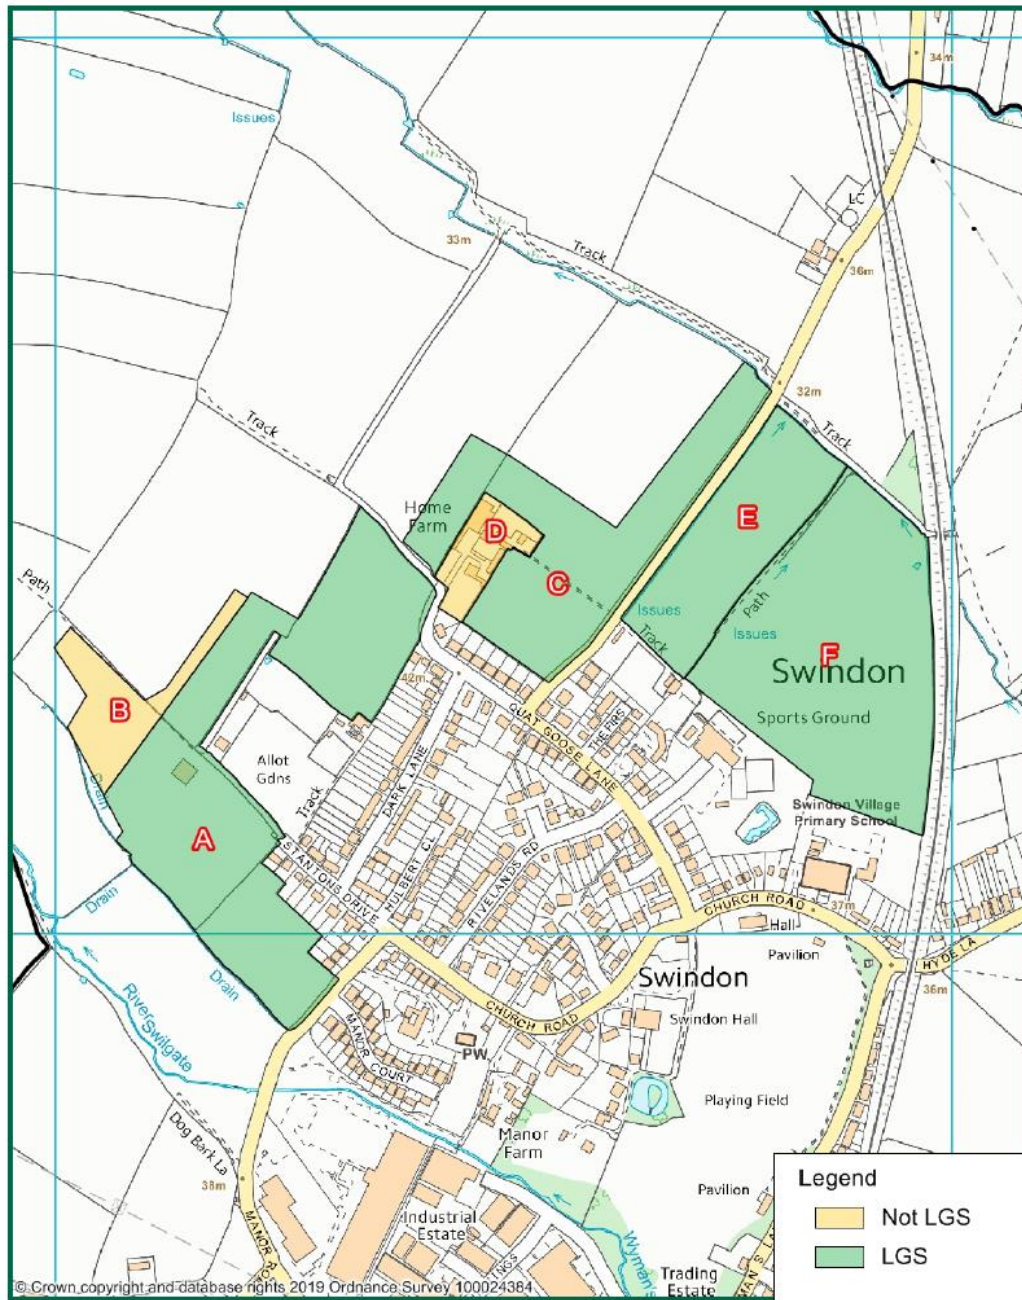 34m
Issues
LC
33m
Track
36m
32m
Track
Track
Home
Farm
D
E
C
Path
Issues
Track
Path
Issues
F
Swindon
B
42m
QUAT GOOSE LANE
THE FIRS
Sports Ground
Allot
Gdns
Track
DARK LANE
Drain
A
Swindon Village
Primary School
STANTONS DRIVE
HULBERT CL
RIVELANDS RD
Drain
CHURCH ROAD
37m
Hall
Pavilion
HYDE LA
Drain
Swindon
36m
River Swilgate
CHURCH ROAD
Swindon Hall
MANOR COURT
PW
Playing Field
Dog Bark La
Manor
Farm
38m
Pavilion
Industrial
Estate
MANOR
Trading
Estate
Legend
Not LGS
LGS
© Crown copyright and database rights 2019 Ordnance Survey 100024384